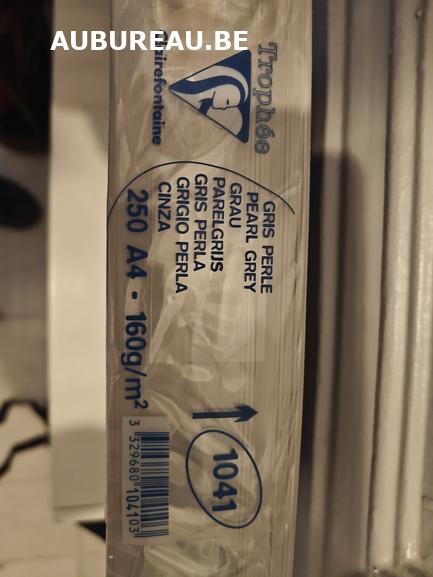 AUBUREAU.BE
Trophée
Clairefontaine
GRIS PERLE
PEARL GREY
GRAU
PARELGRIJS
GRIS PERLA
GRIGIO PERLA
CINZA
250 A4 • 160g/m²
1041
3 329680 104103